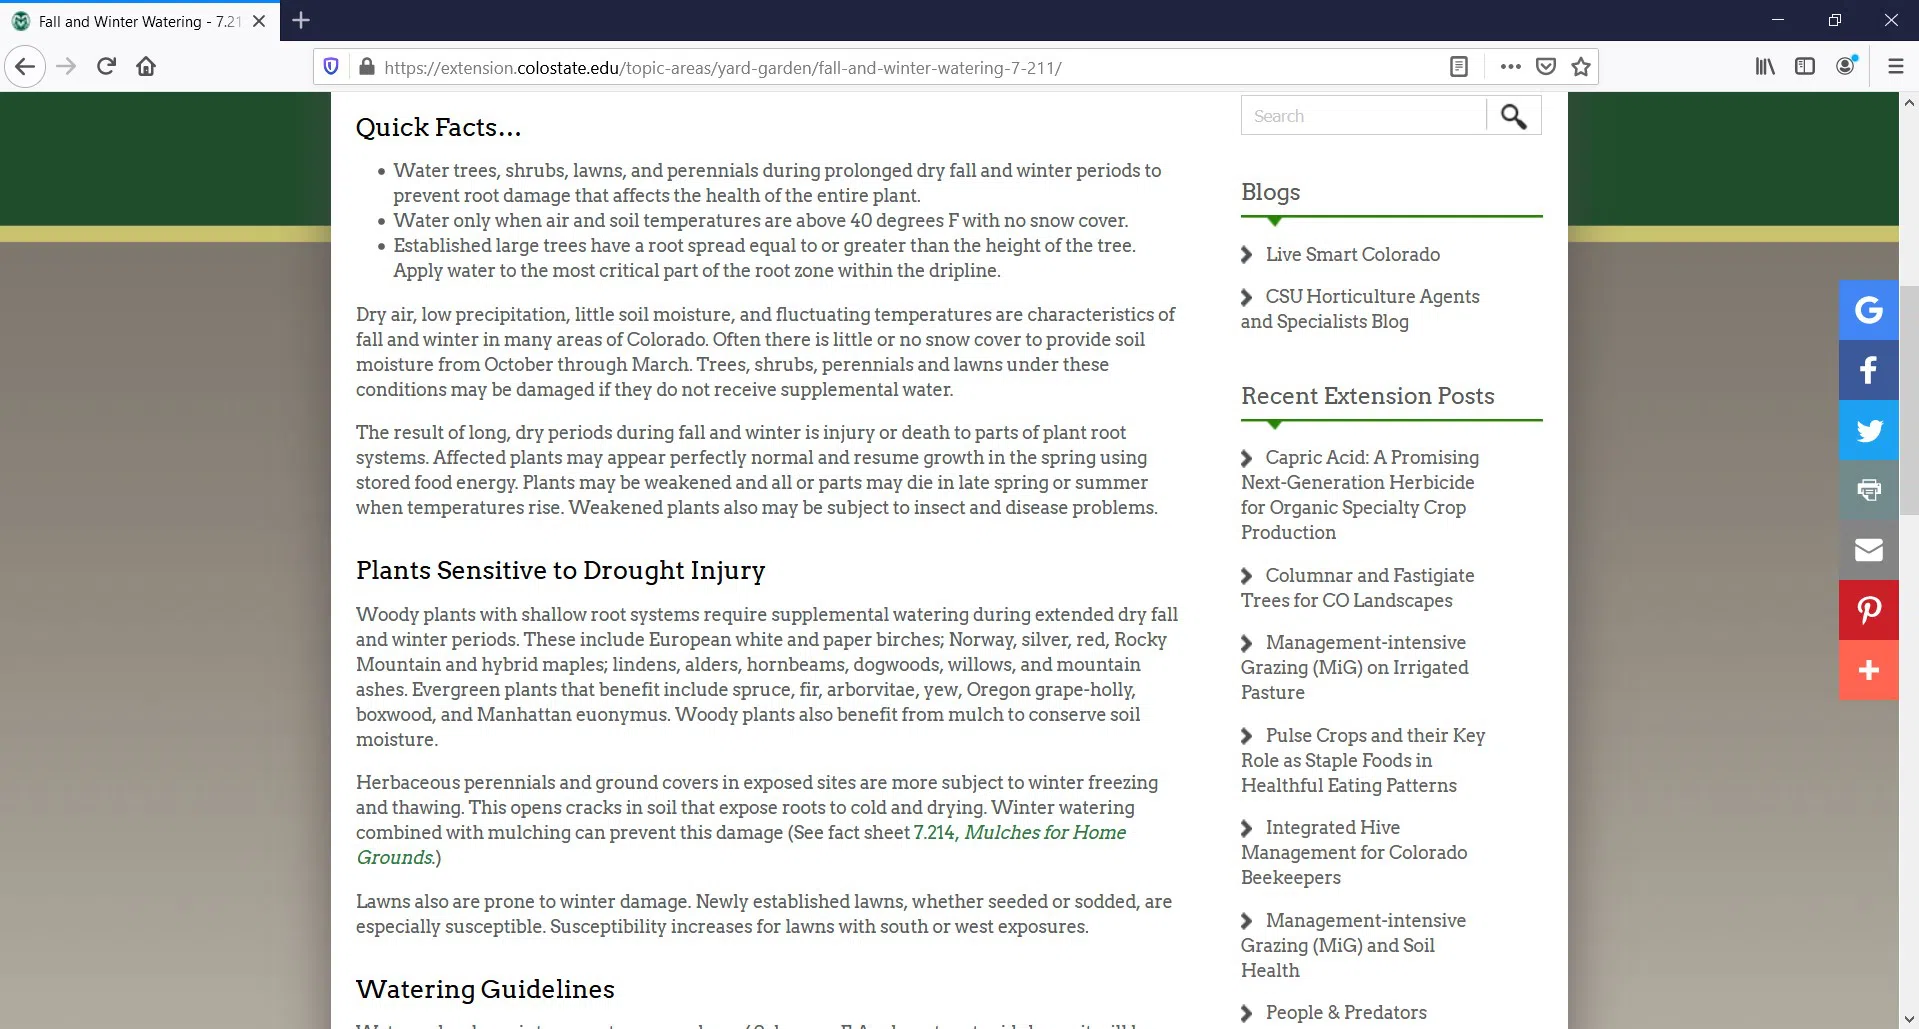 Fall and Winter Watering - 7.21
https://extension.colostate.edu/topic-areas/yard-garden/fall-and-winter-watering-7-211/
Quick Facts…
• Water trees, shrubs, lawns, and perennials during prolonged dry fall and winter periods to
prevent root damage that affects the health of the entire plant.
• Water only when air and soil temperatures are above 40 degrees F with no snow cover.
• Established large trees have a root spread equal to or greater than the height of the tree.
Apply water to the most critical part of the root zone within the dripline.
Dry air, low precipitation, little soil moisture, and fluctuating temperatures are characteristics of
fall and winter in many areas of Colorado. Often there is little or no snow cover to provide soil
moisture from October through March. Trees, shrubs, perennials and lawns under these
conditions may be damaged if they do not receive supplemental water.
The result of long, dry periods during fall and winter is injury or death to parts of plant root
systems. Affected plants may appear perfectly normal and resume growth in the spring using
stored food energy. Plants may be weakened and all or parts may die in late spring or summer
when temperatures rise. Weakened plants also may be subject to insect and disease problems.
Plants Sensitive to Drought Injury
Woody plants with shallow root systems require supplemental watering during extended dry fall
and winter periods. These include European white and paper birches; Norway, silver, red, Rocky
Mountain and hybrid maples; lindens, alders, hornbeams, dogwoods, willows, and mountain
ashes. Evergreen plants that benefit include spruce, fir, arborvitae, yew, Oregon grape-holly,
boxwood, and Manhattan euonymus. Woody plants also benefit from mulch to conserve soil
moisture.
Herbaceous perennials and ground covers in exposed sites are more subject to winter freezing
and thawing. This opens cracks in soil that expose roots to cold and drying. Winter watering
combined with mulching can prevent this damage (See fact sheet 7.214, Mulches for Home
Grounds.)
Lawns also are prone to winter damage. Newly established lawns, whether seeded or sodded, are
especially susceptible. Susceptibility increases for lawns with south or west exposures.
Watering Guidelines
Search
Blogs
Live Smart Colorado
CSU Horticulture Agents
and Specialists Blog
Recent Extension Posts
Capric Acid: A Promising
Next-Generation Herbicide
for Organic Specialty Crop
Production
Columnar and Fastigiate
Trees for CO Landscapes
Management-intensive
Grazing (MiG) on Irrigated
Pasture
Pulse Crops and their Key
Role as Staple Foods in
Healthful Eating Patterns
Integrated Hive
Management for Colorado
Beekeepers
Management-intensive
Grazing (MiG) and Soil
Health
People & Predators